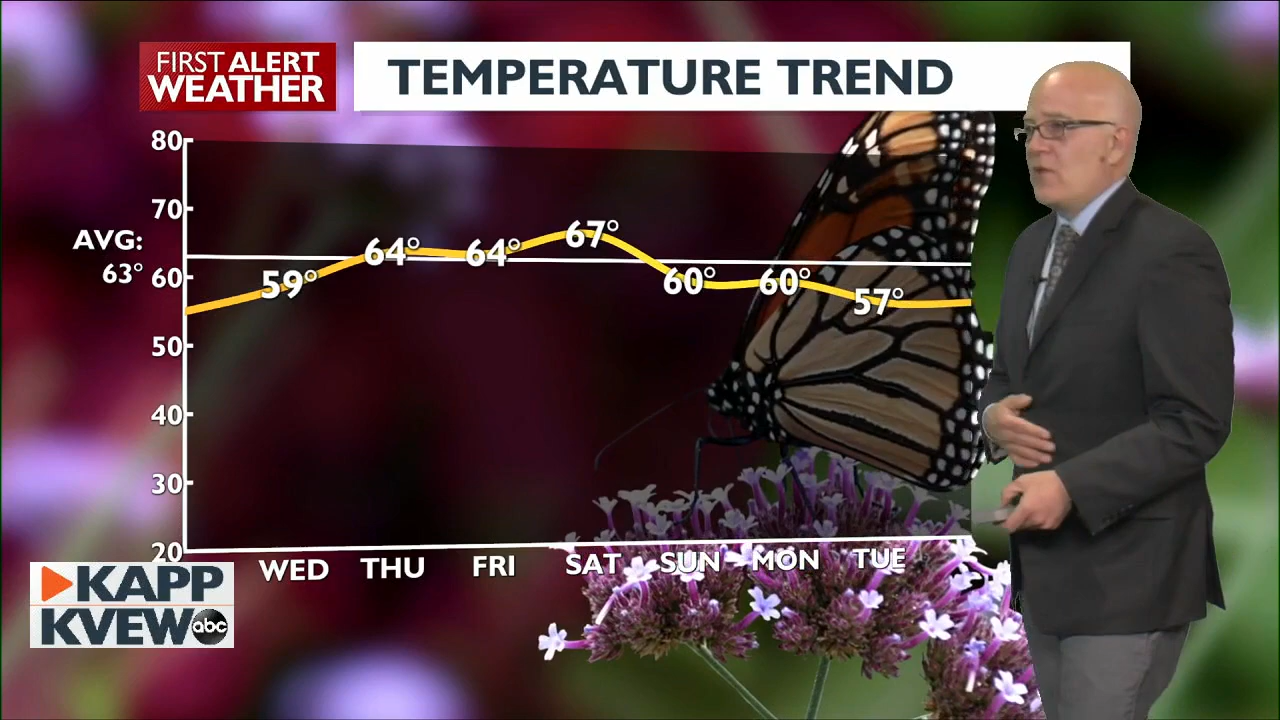 FIRST ALERT
WEATHER
TEMPERATURE TREND
80
70
AVG:
63°
60
50
40
30
20
59°
64°
64°
67°
60°
60°
57°
WED
THU
FRI
SAT
SUN
MON
TUE
KAPP
KVEW
abc